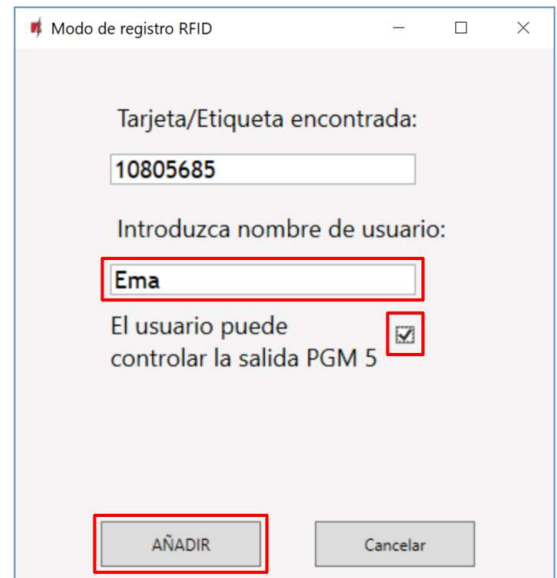 Modo de registro RFID
Tarjeta/Etiqueta encontrada:
10805685
Introduzca nombre de usuario:
Ema
El usuario puede
controlar la salida PGM 5
AÑADIR
Cancelar